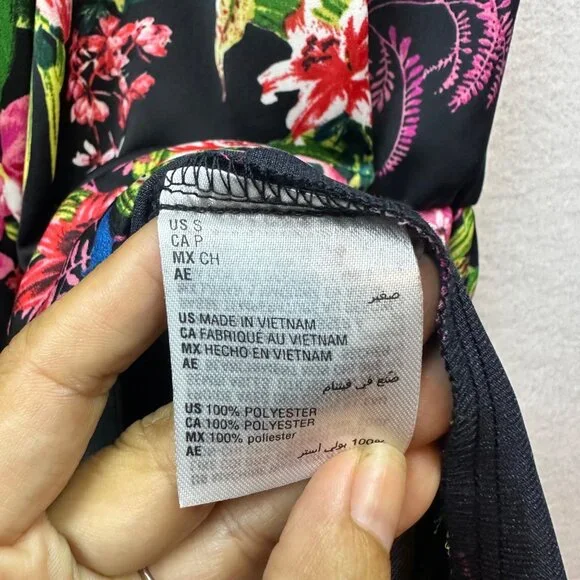 US S
CA P
MX CH
AE
صغير
US MADE IN VIETNAM
CA FABRIQUÉ AU VIETNAM
MX HECHO EN VIETNAM
AE
صنع في فيتنام
US 100% POLYESTER
CA 100% POLYESTER
MX 100% poliester
AE
100% بولي استر